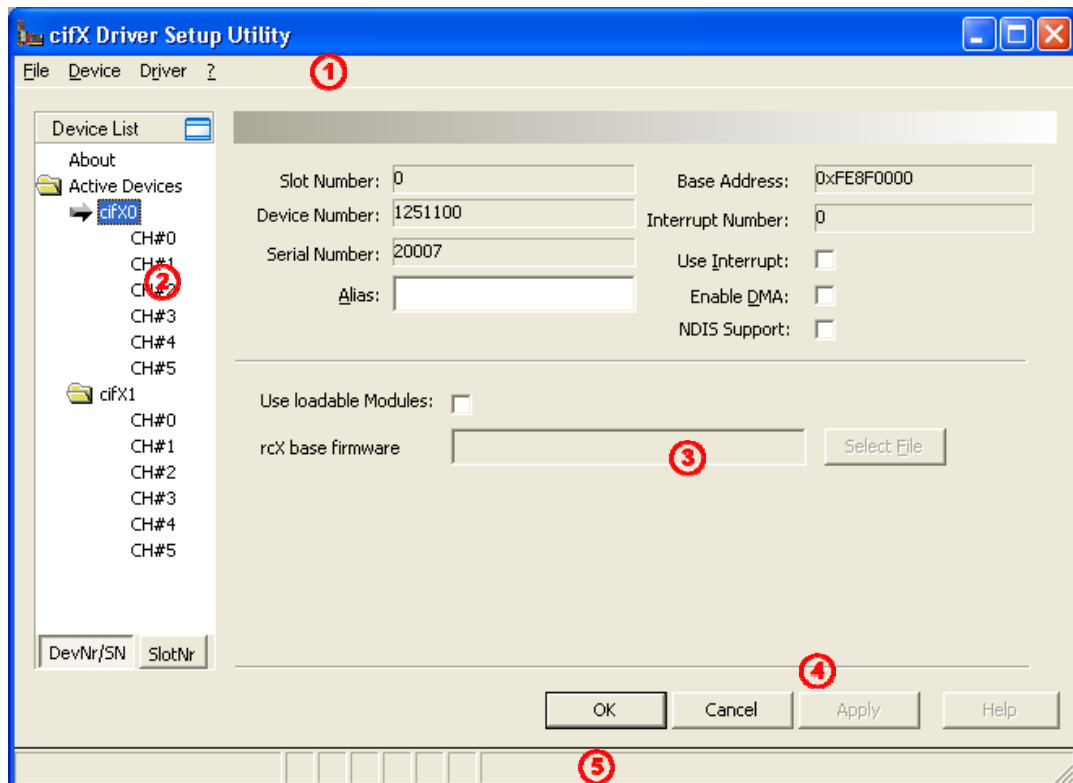 cifX Driver Setup Utility
File Device Driver ?
1
Device List
About
Active Devices
cifX0
CH#0
CH#1
CH#2
CH#3
CH#4
CH#5
cifX1
CH#0
CH#1
CH#2
CH#3
CH#4
CH#5
2
DevNr/SN SlotNr
Slot Number: 0
Device Number: 1251100
Serial Number: 20007
Alias:
Base Address: 0xFE8F0000
Interrupt Number: 0
Use Interrupt:
Enable DMA:
NDIS Support:
Use loadable Modules:
rcX base firmware
3
Select File
4
OK Cancel Apply Help
5